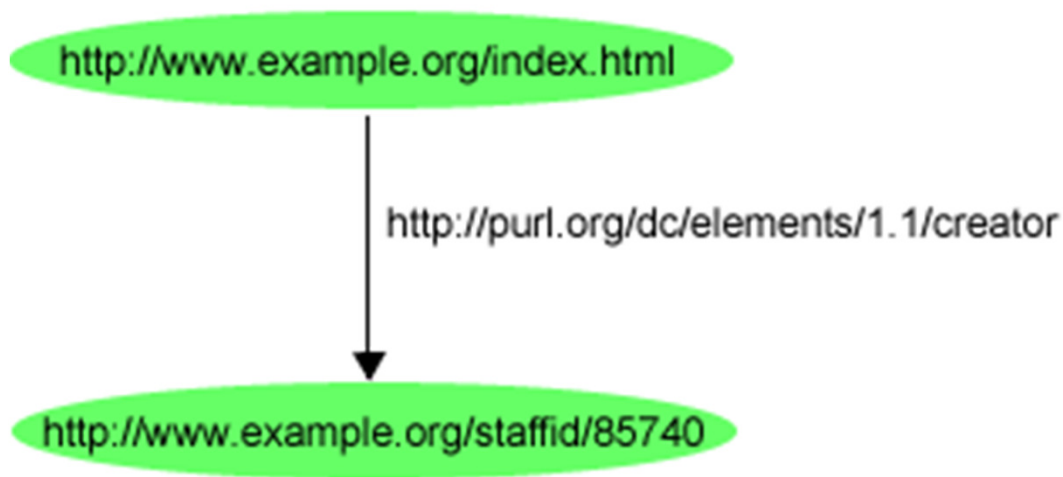 http://www.example.org/index.html
http://purl.org/dc/elements/1.1/creator
http://www.example.org/staffid/85740